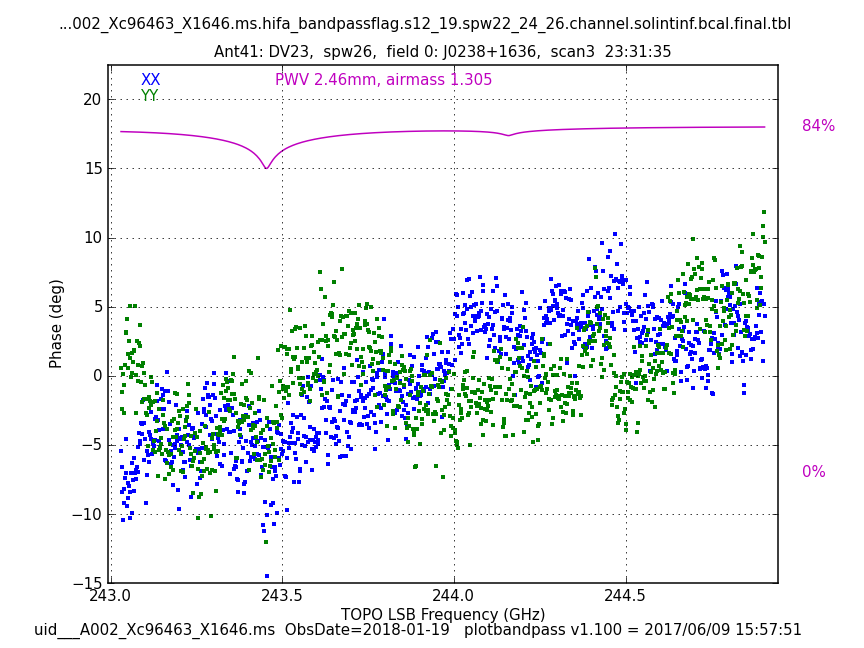 ...002_Xc96463_X1646.ms.hifa_bandpassflag.s12_19.spw22_24_26.channel.solintinf.bcal.final.tbl
Ant41: DV23, spw26, field 0: J0238+1636, scan3 23:31:35
XX
YY
PWV 2.46mm, airmass 1.305
84%
0%
20
15
10
5
0
−5
−10
−15
Phase (deg)
243.0 243.5 244.0 244.5
TOPO LSB Frequency (GHz)
uid___A002_Xc96463_X1646.ms ObsDate=2018-01-19 plotbandpass v1.100 = 2017/06/09 15:57:51